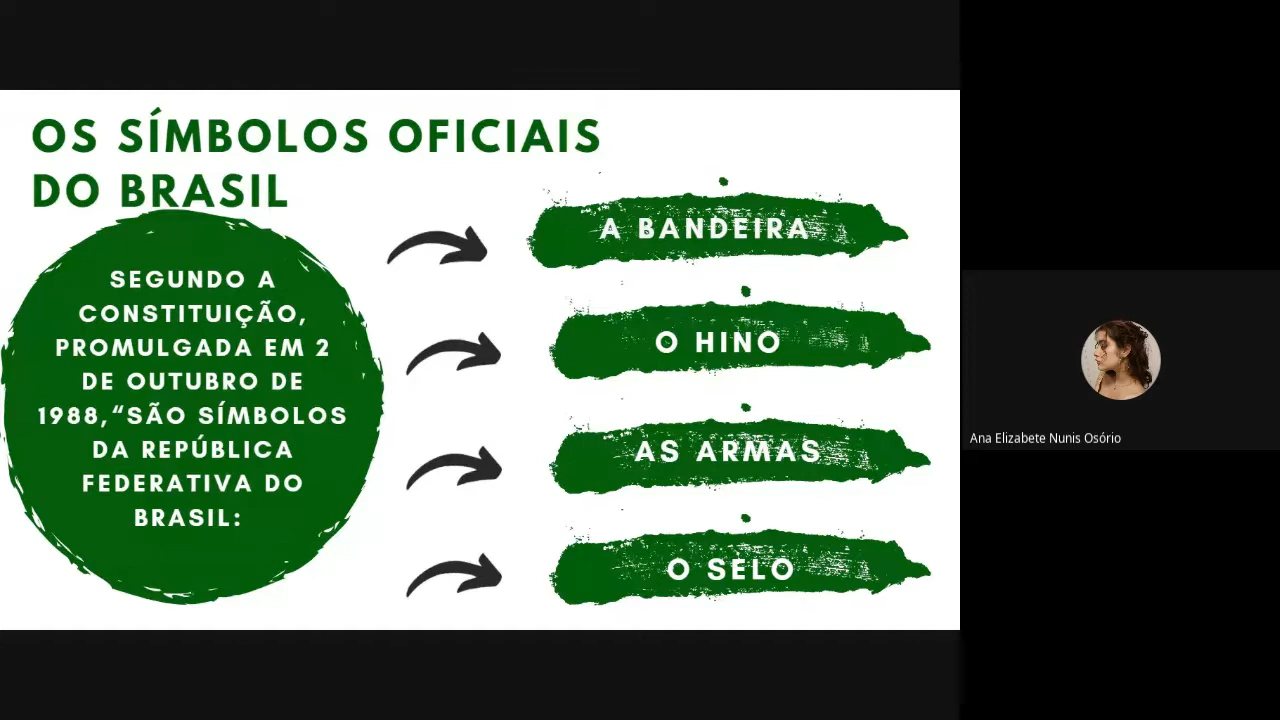 OS SÍMBOLOS OFICIAIS
DO BRASIL
SEGUNDO A
CONSTITUIÇÃO,
PROMULGADA EM 2
DE OUTUBRO DE
1988,“SÃO SÍMBOLOS
DA REPÚBLICA
FEDERATIVA DO
BRASIL:
A BANDEIRA
O HINO
AS ARMAS
O SELO
Ana Elizabete Nunis Osório